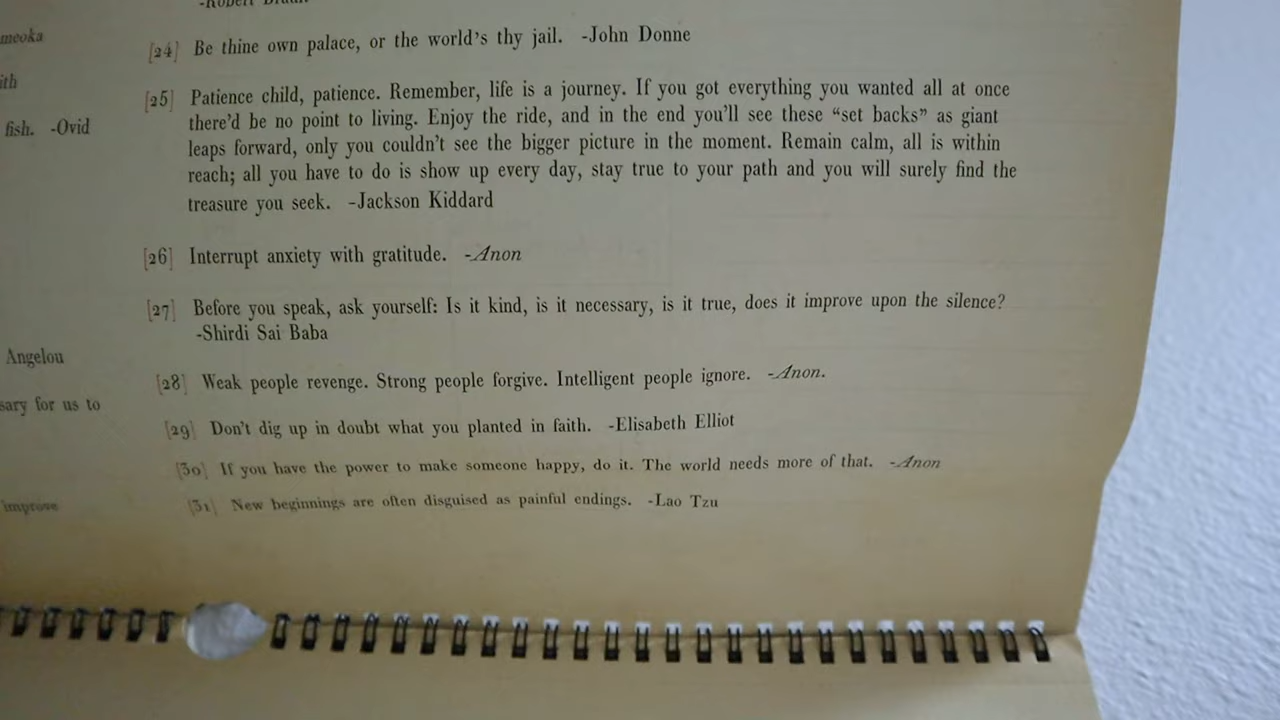 meoka
ith
fish. -Ovid
Angelou
sary for us to
improve
-Robert
[24] Be thine own palace, or the world's thy jail. -John Donne
[25] Patience child, patience. Remember, life is a journey. If you got everything you wanted all at once
there'd be no point to living. Enjoy the ride, and in the end you'll see these “set backs” as giant
leaps forward, only you couldn't see the bigger picture in the moment. Remain calm, all is within
reach; all you have to do is show up every day, stay true to your path and you will surely find the
treasure you seek. -Jackson Kiddard
[26] Interrupt anxiety with gratitude. -Anon
[27] Before you speak, ask yourself: Is it kind, is it necessary, is it true, does it improve upon the silence?
-Shirdi Sai Baba
[28] Weak people revenge. Strong people forgive. Intelligent people ignore. -Anon.
[29] Don't dig up in doubt what you planted in faith. -Elisabeth Elliot
[30] If you have the power to make someone happy, do it. The world needs more of that. -Anon
[31] New beginnings are often disguised as painful endings. -Lao Tzu